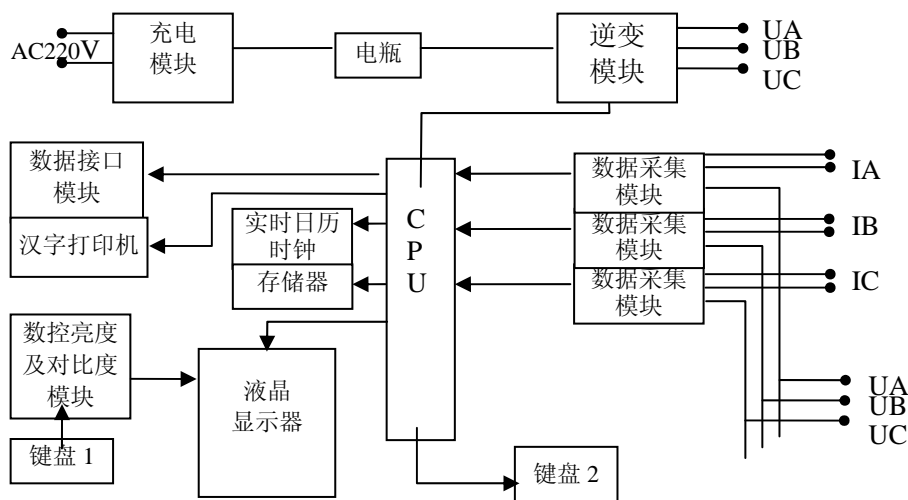 AC220V
充电
模块
电瓶
逆变
模块
UA
UB
UC
数据接口
模块
汉字打印机
实时日历
时钟
存储器
C
P
U
数据采集
模块
数据采集
模块
数据采集
模块
IA
IB
IC
数控亮度
及对比度
模块
键盘 1
液晶
显示器
键盘 2
UA
UB
UC